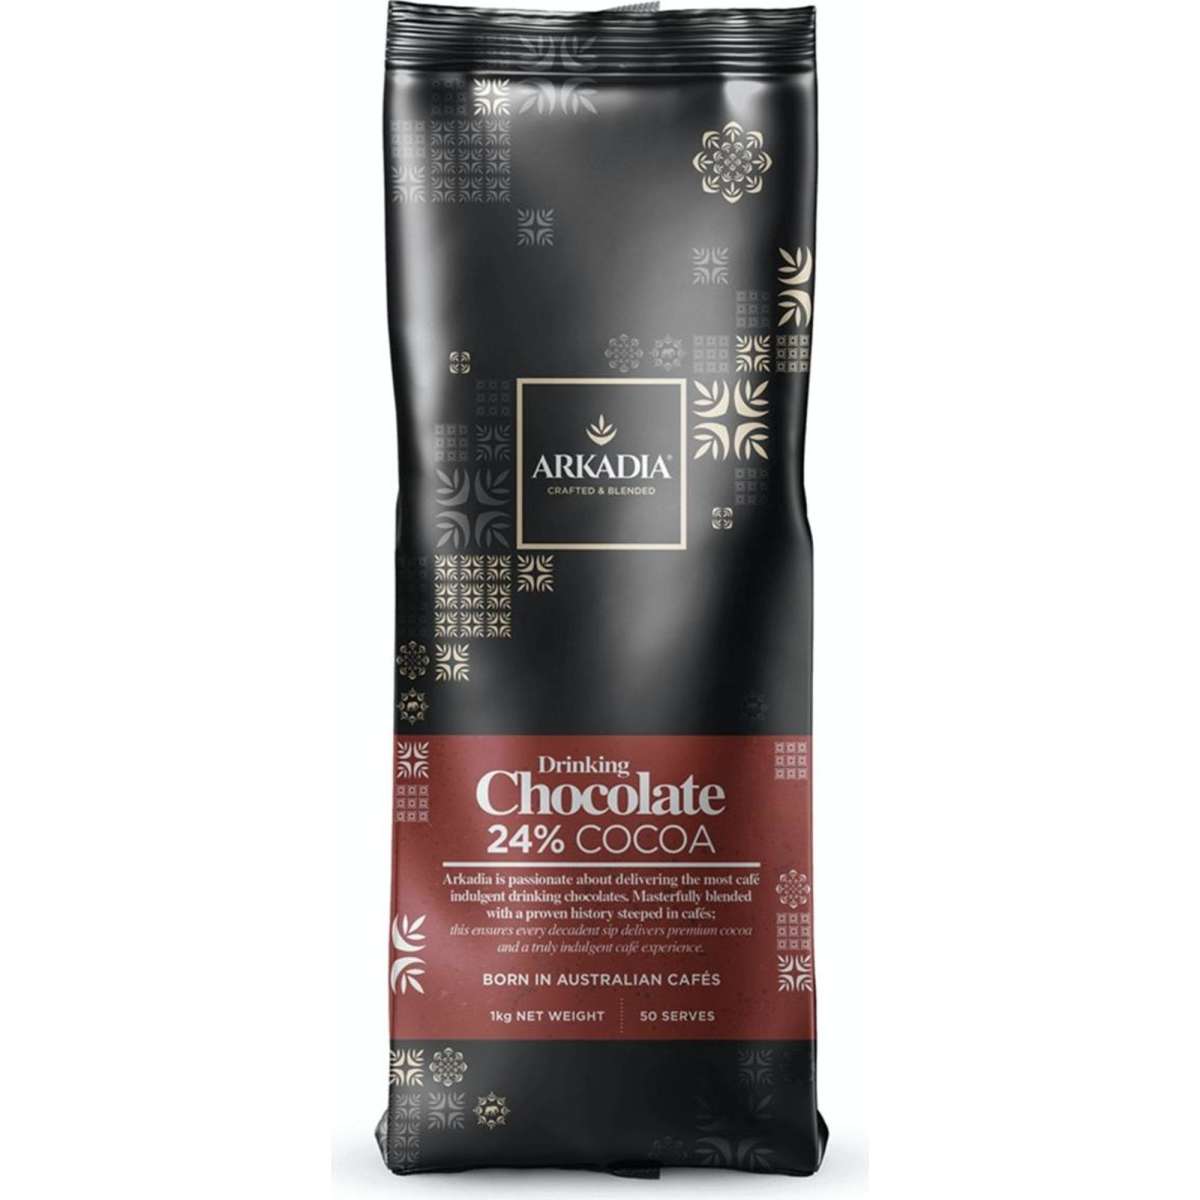 ARKADIA®
CRAFTED & BLENDED
Drinking
Chocolate
24% COCOA
Arkadia is passionate about delivering the most café
indulgent drinking chocolates. Masterfully blended
with a proven history steeped in cafés;
this ensures every decadent sip delivers premium cocoa
and a truly indulgent café experience.
BORN IN AUSTRALIAN CAFÉS
1kg NET WEIGHT 50 SERVES